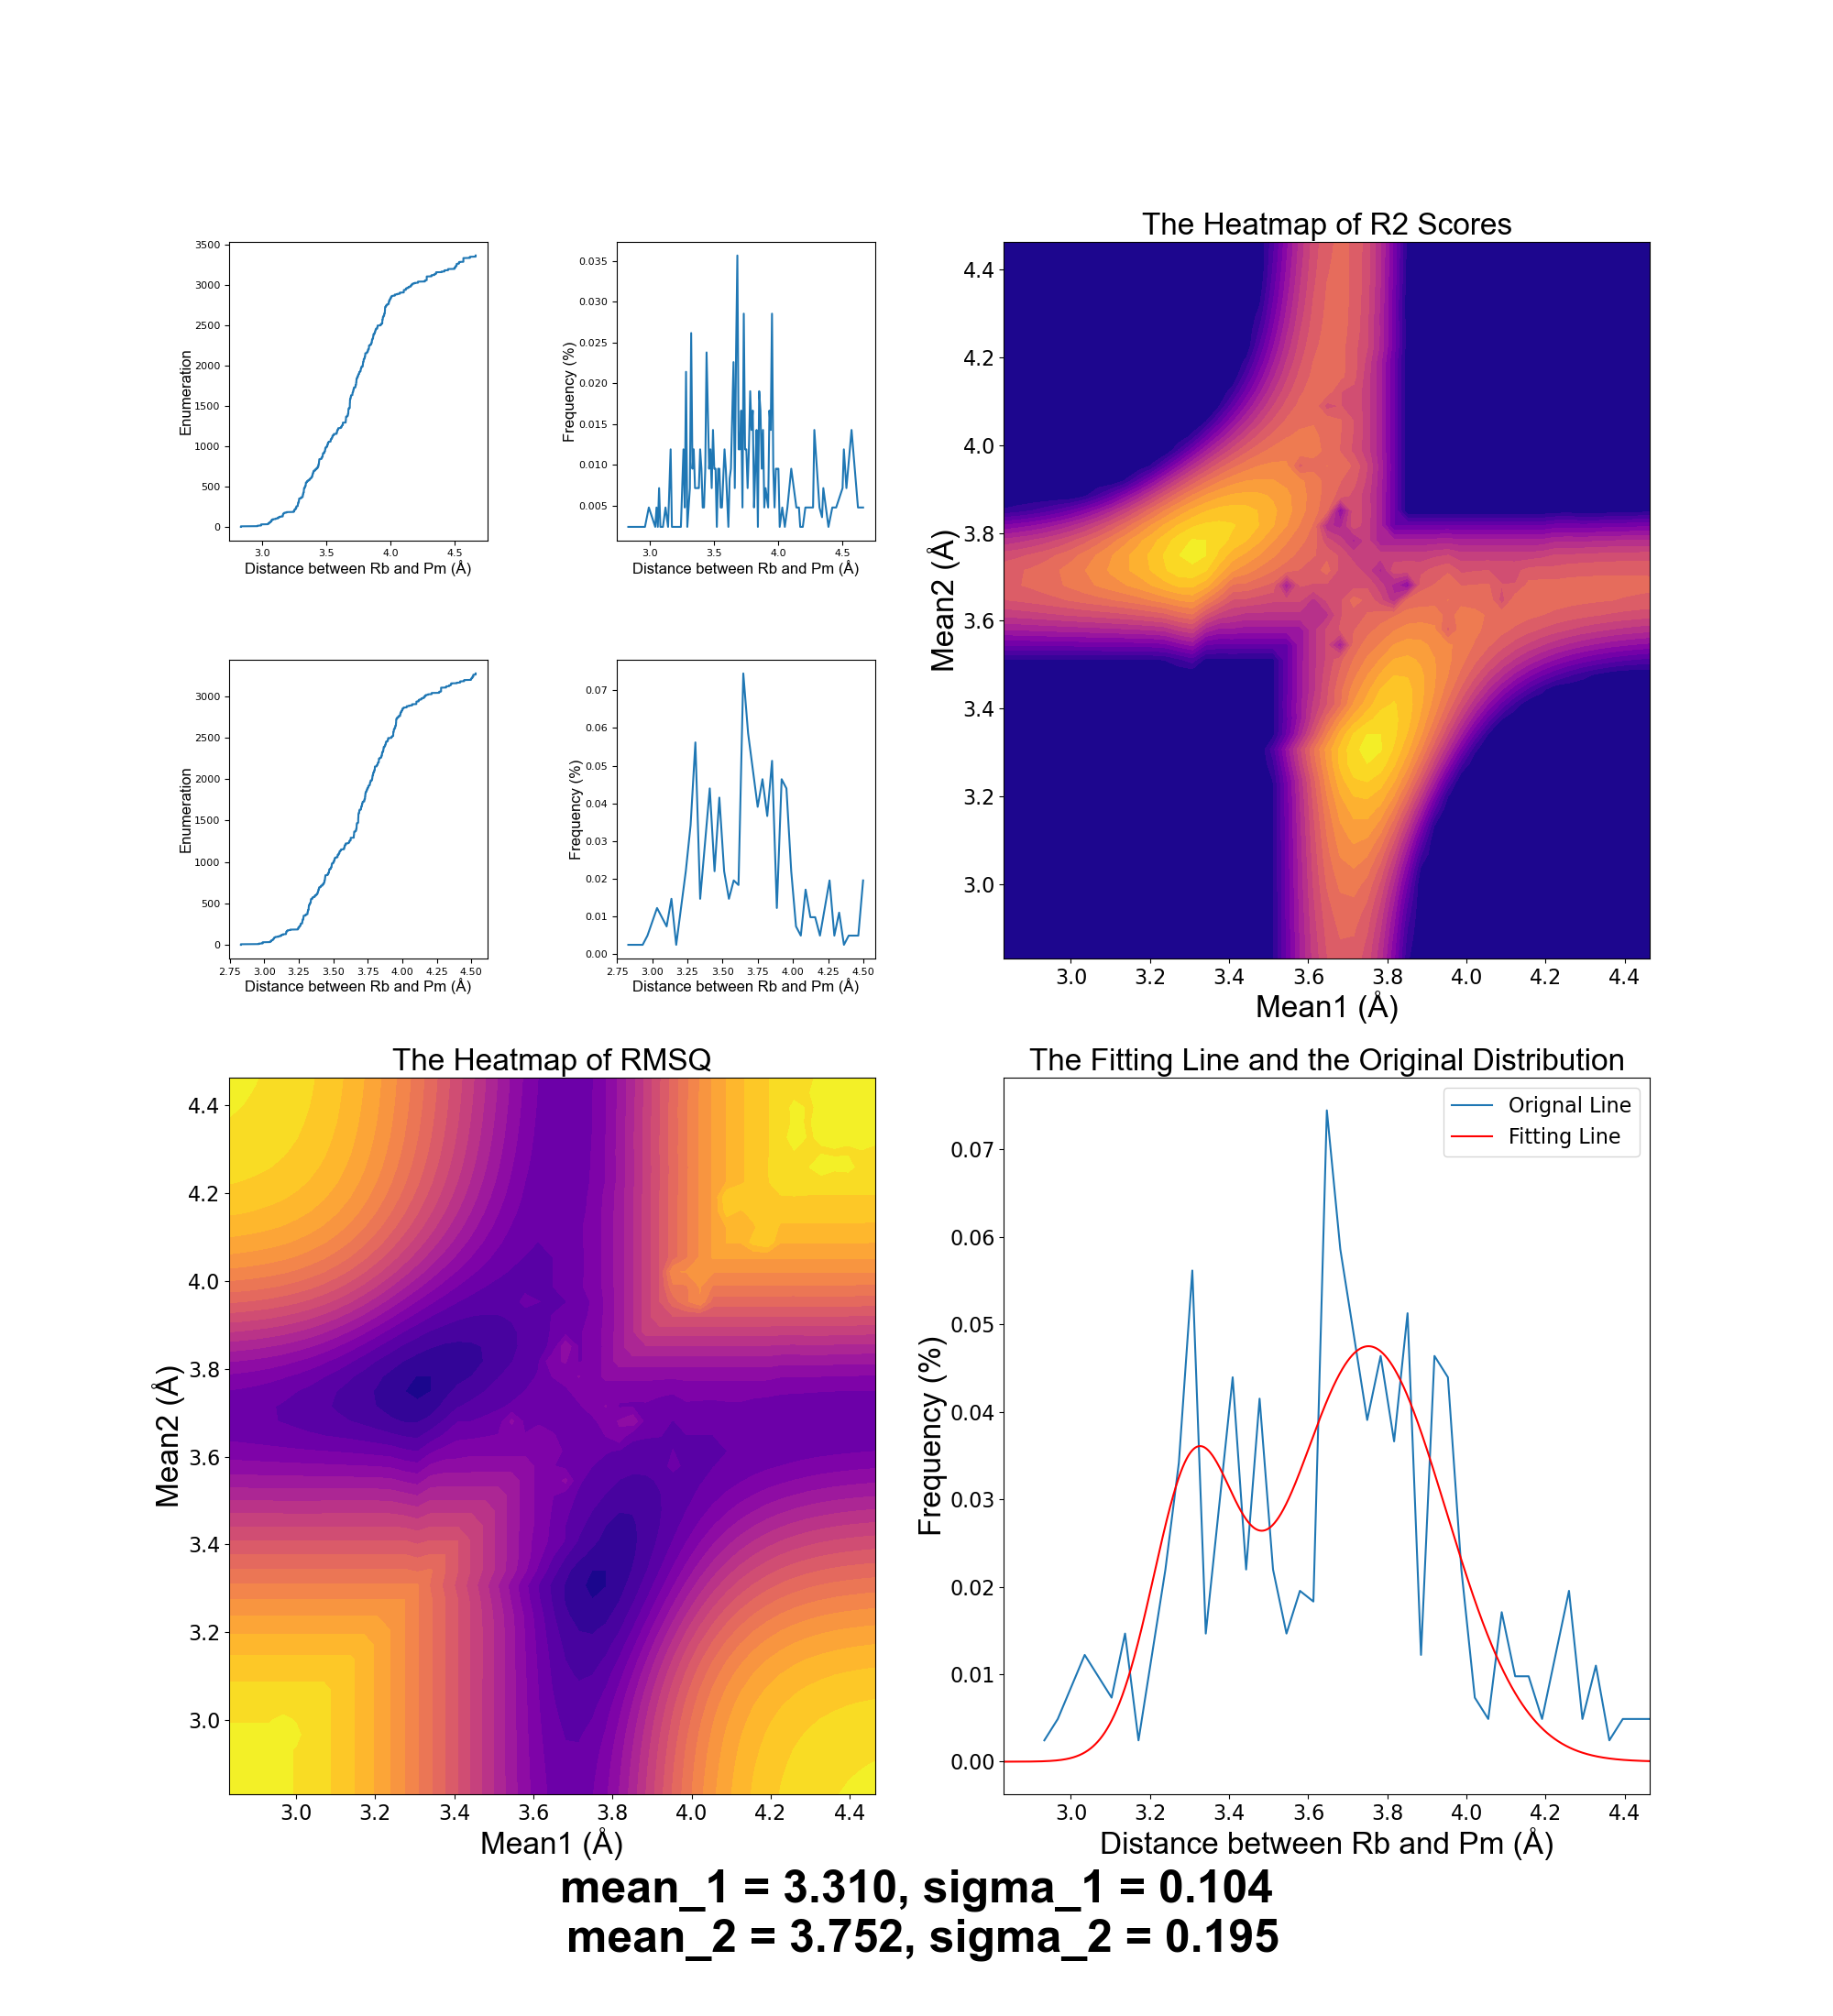 3500
3000
2500
2000
1500
1000
500
0
Enumeration
3.0 3.5 4.0 4.5
Distance between Rb and Pm (Å)
0.035
0.030
0.025
0.020
0.015
0.010
0.005
Frequency (%)
3.0 3.5 4.0 4.5
Distance between Rb and Pm (Å)
The Heatmap of R2 Scores
4.4
4.2
4.0
3.8
3.6
3.4
3.2
3.0
Mean2 (Å)
3.0 3.2 3.4 3.6 3.8 4.0 4.2 4.4
Mean1 (Å)
3000
2500
2000
1500
1000
500
0
Enumeration
2.75 3.00 3.25 3.50 3.75 4.00 4.25 4.50
Distance between Rb and Pm (Å)
0.07
0.06
0.05
0.04
0.03
0.02
0.01
0.00
Frequency (%)
2.75 3.00 3.25 3.50 3.75 4.00 4.25 4.50
Distance between Rb and Pm (Å)
The Heatmap of RMSQ
4.4
4.2
4.0
3.8
3.6
3.4
3.2
3.0
Mean2 (Å)
3.0 3.2 3.4 3.6 3.8 4.0 4.2 4.4
Mean1 (Å)
The Fitting Line and the Original Distribution
Orignal Line
Fitting Line
0.07
0.06
0.05
0.04
0.03
0.02
0.01
0.00
Frequency (%)
3.0 3.2 3.4 3.6 3.8 4.0 4.2 4.4
Distance between Rb and Pm (Å)
mean_1 = 3.310, sigma_1 = 0.104
mean_2 = 3.752, sigma_2 = 0.195